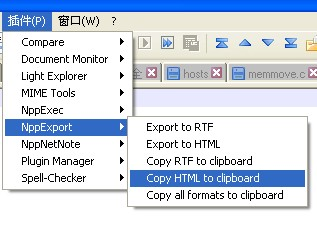 插件(P) 窗口(W) ?
Compare
Document Monitor
Light Explorer
MIME Tools
NppExec
NppExport
NppNetNote
Plugin Manager
Spell-Checker
全 hosts memmove.c
Export to RTF
Export to HTML
Copy RTF to clipboard
Copy HTML to clipboard
Copy all formats to clipboard